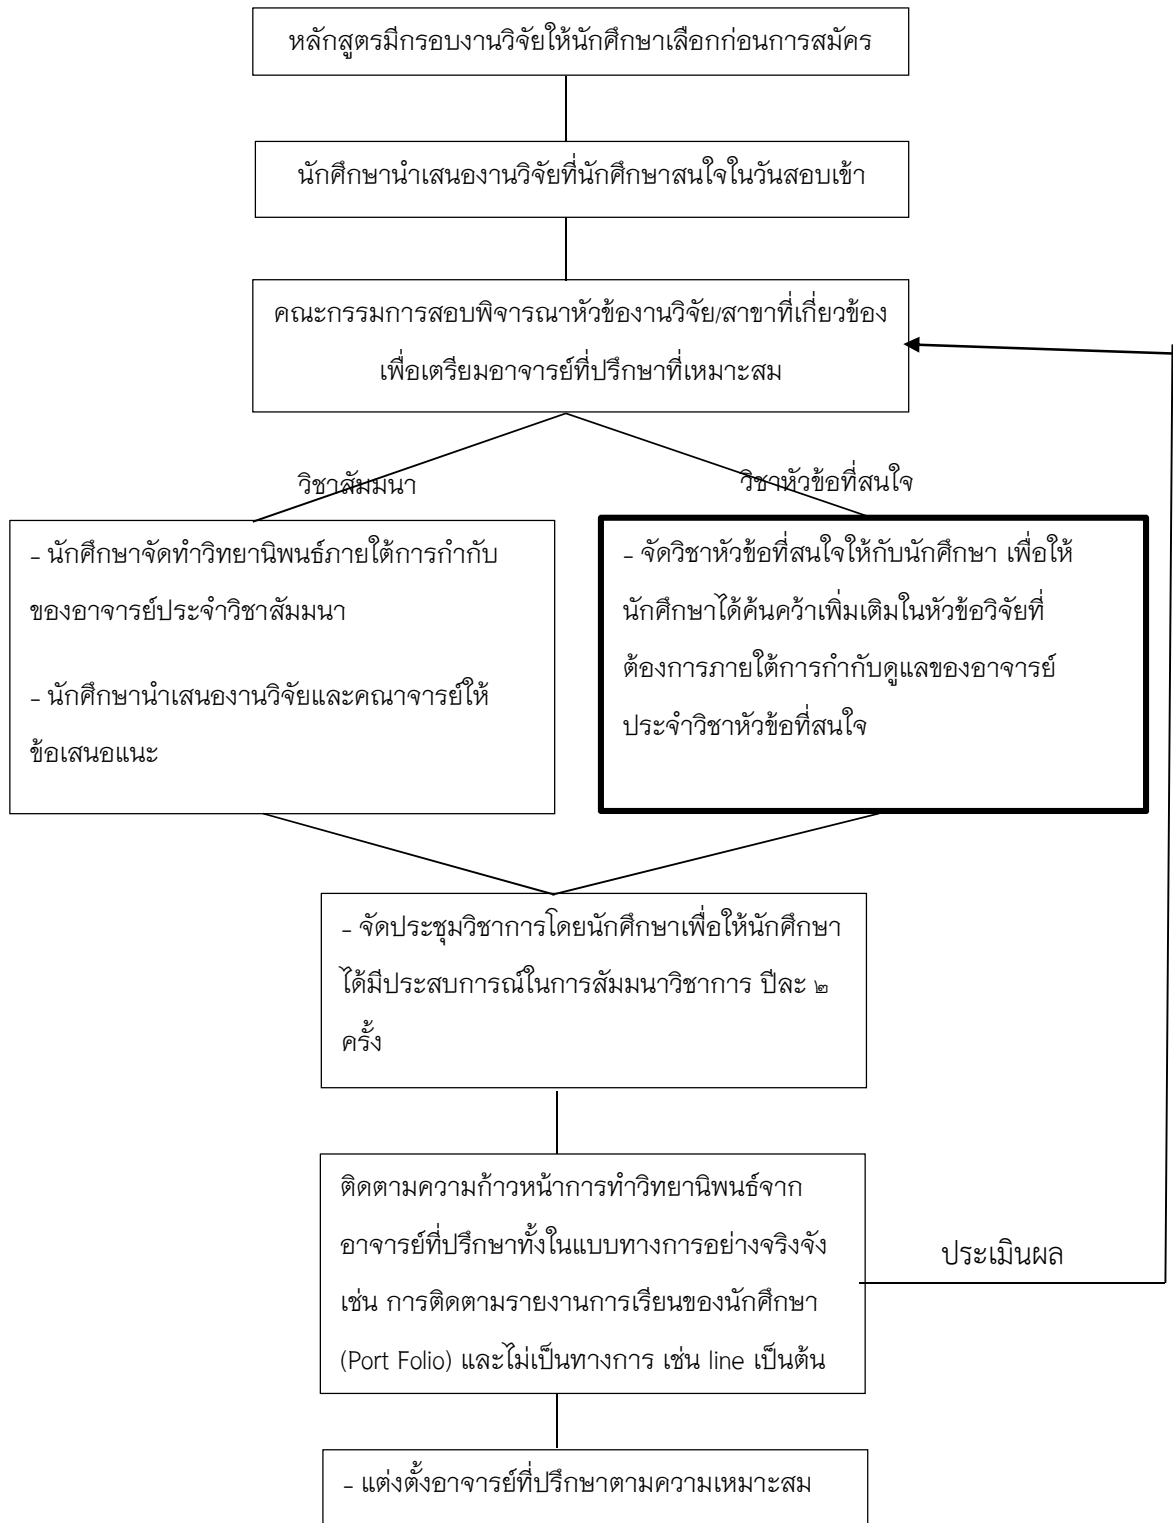 หลักสูตรมีกรอบงานวิจัยให้นักศึกษาเลือกก่อนการสมัคร
นักศึกษานำเสนองานวิจัยที่นักศึกษาสนใจในวันสอบเข้า
คณะกรรมการสอบพิจารณาหัวข้องานวิจัย/สาขาที่เกี่ยวข้อง
เพื่อเตรียมอาจารย์ที่ปรึกษาที่เหมาะสม
วิชาสัมมนา
- นักศึกษาจัดทำวิทยานิพนธ์ภายใต้การกำกับ
ของอาจารย์ประจำวิชาสัมมนา
- นักศึกษานำเสนองานวิจัยและคณาจารย์ให้
ข้อเสนอแนะ
วิชาหัวข้อที่สนใจ
- จัดวิชาหัวข้อที่สนใจให้กับนักศึกษา เพื่อให้
นักศึกษาได้ค้นคว้าเพิ่มเติมในหัวข้อวิจัยที่
ต้องการภายใต้การกำกับดูแลของอาจารย์
ประจำวิชาหัวข้อที่สนใจ
- จัดประชุมวิชาการโดยนักศึกษาเพื่อให้นักศึกษา
ได้มีประสบการณ์ในการสัมมนาวิชาการ ปีละ ๒
ครั้ง
ติดตามความก้าวหน้าการทำวิทยานิพนธ์จาก
อาจารย์ที่ปรึกษาทั้งในแบบทางการอย่างจริงจัง
เช่น การติดตามรายงานการเรียนของนักศึกษา
(Port Folio) และไม่เป็นทางการ เช่น line เป็นต้น
ประเมินผล
- แต่งตั้งอาจารย์ที่ปรึกษาตามความเหมาะสม